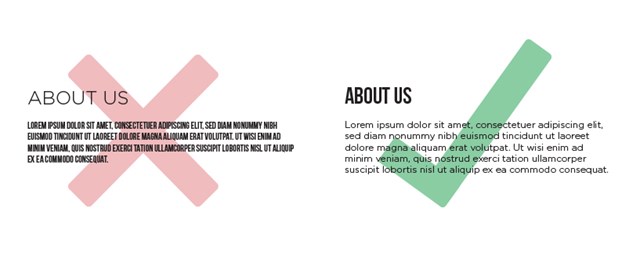 ABOUT US
LOREM IPSUM DOLOR SIT AMET, CONSECTETUER ADIPISCING ELIT, SED DIAM NONUMMY NIBH
EUISMOD TINCIDUNT UT LAOREET DOLORE MAGNA ALIQUAM ERAT VOLUTPAT. UT WISI ENIM AD
MINIM VENIAM, QUIS NOSTRUD EXERCI TATION ULLAMCORPER SUSCIPIT LOBORTIS NISL UT ALIQUIP
EX EA COMMODO CONSEQUAT.
ABOUT US
Lorem ipsum dolor sit amet, consectetuer adipiscing elit,
sed diam nonummy nibh euismod tincidunt ut laoreet
dolore magna aliquam erat volutpat. Ut wisi enim ad
minim veniam, quis nostrud exerci tation ullamcorper
suscipit lobortis nisl ut aliquip ex ea commodo consequat.